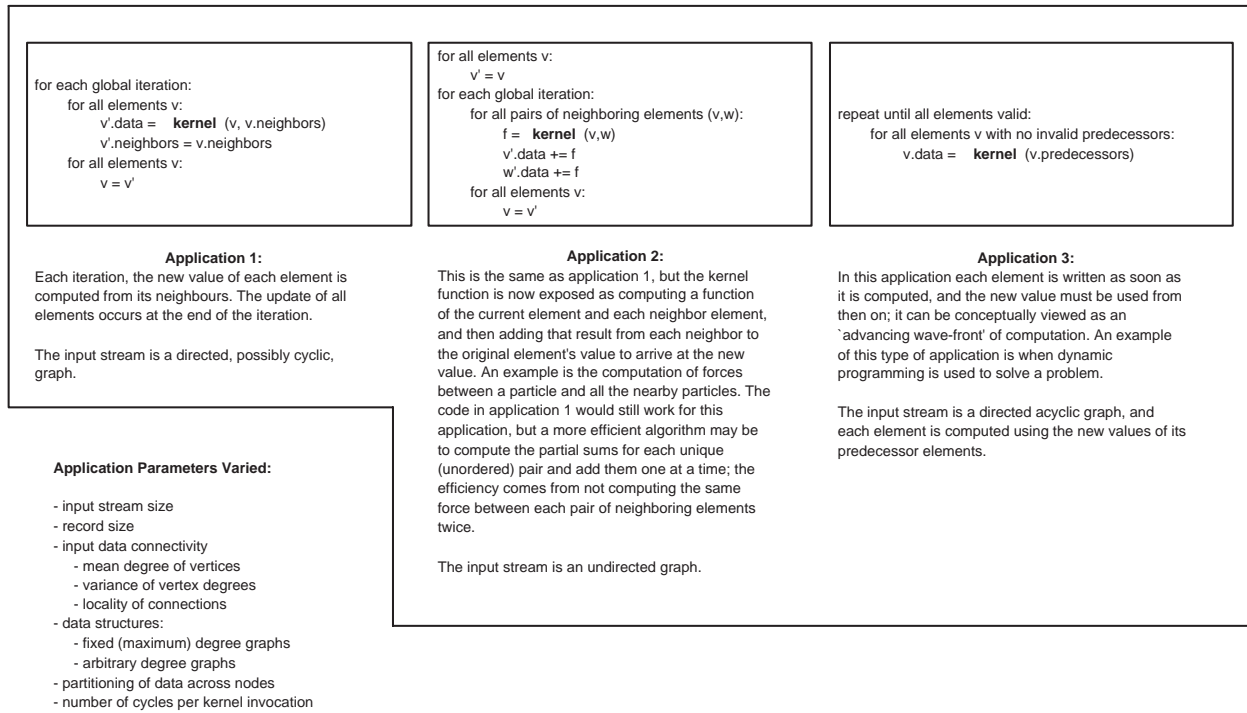 for each global iteration:
for all elements v:
v'.data = kernel (v, v.neighbors)
v'.neighbors = v.neighbors
for all elements v:
v = v'
for all elements v:
v' = v
for each global iteration:
for all pairs of neighboring elements (v,w):
f = kernel (v,w)
v'.data += f
w'.data += f
for all elements v:
v = v'
repeat until all elements valid:
for all elements v with no invalid predecessors:
v.data = kernel (v.predecessors)
Application 1:
Each iteration, the new value of each element is
computed from its neighbours. The update of all
elements occurs at the end of the iteration.
The input stream is a directed, possibly cyclic,
graph.
Application 2:
This is the same as application 1, but the kernel
function is now exposed as computing a function
of the current element and each neighbor element,
and then adding that result from each neighbor to
the original element's value to arrive at the new
value. An example is the computation of forces
between a particle and all the nearby particles. The
code in application 1 would still work for this
application, but a more efficient algorithm may be
to compute the partial sums for each unique
(unordered) pair and add them one at a time; the
efficiency comes from not computing the same
force between each pair of neighboring elements
twice.
The input stream is an undirected graph.
Application 3:
In this application each element is written as soon as
it is computed, and the new value must be used from
then on; it can be conceptually viewed as an
`advancing wave-front' of computation. An example
of this type of application is when dynamic
programming is used to solve a problem.
The input stream is a directed acyclic graph, and
each element is computed using the new values of its
predecessor elements.
Application Parameters Varied:
- input stream size
- record size
- input data connectivity
- mean degree of vertices
- variance of vertex degrees
- locality of connections
- data structures:
- fixed (maximum) degree graphs
- arbitrary degree graphs
- partitioning of data across nodes
- number of cycles per kernel invocation